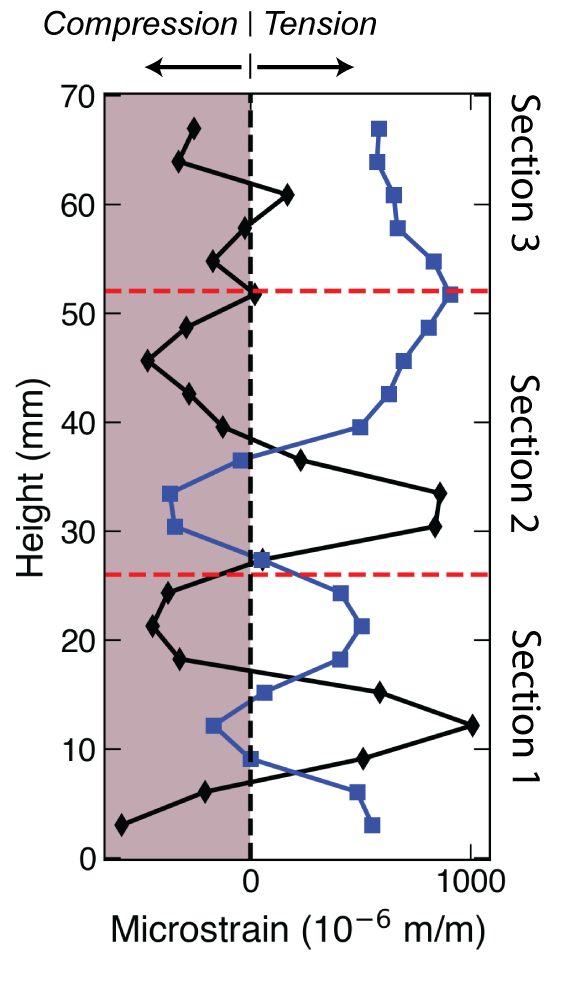 Compression | Tension
70
60
50
40
30
20
10
0
Height (mm)
Section 3
Section 2
Section 1
0 1000
Microstrain (10⁻⁶ m/m)